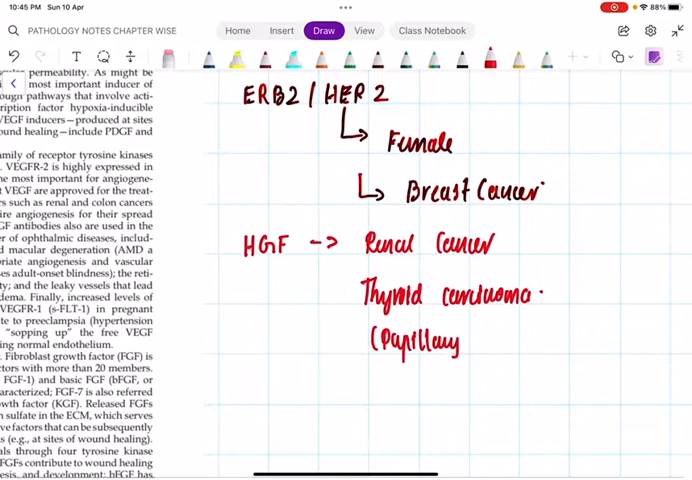 10:45 PM Sun 10 Apr
88%
PATHOLOGY NOTES CHAPTER WISE
Home Insert Draw View Class Notebook
permeability. As might be
most important inducer of
ough pathways that involve acti-
ription factor hypoxia-inducible
VEGF inducers—produced at sites
ound healing—include PDGF and
amily of receptor tyrosine kinases
. VEGFR-2 is highly expressed in
he most important for angiogene-
t VEGF are approved for the treat-
rs such as renal and colon cancers
ire angiogenesis for their spread
GF antibodies also are used in the
er of ophthalmic diseases, includ-
d macular degeneration (AMD a
opriate angiogenesis and vascular
ses adult-onset blindness); the reti-
ty; and the leaky vessels that lead
dema. Finally, increased levels of
VEGFR-1 (s-FLT-1) in pregnant
te to preeclampsia (hypertension
"sopping up" the free VEGF
ing normal endothelium.
. Fibroblast growth factor (FGF) is
ctors with more than 20 members.
FGF-1) and basic FGF (bFGF, or
haracterized; FGF-7 is also referred
owth factor (KGF). Released FGFs
n sulfate in the ECM, which serves
ve factors that can be subsequently
s (e.g., at sites of wound healing).
als through four tyrosine kinase
FGFs contribute to wound healing
esis, and development: bFGF has
ERB2 / HER 2
Female
Breast Cancer
HGF --> Renal Cancer
Thyroid carcinoma.
(Papillary